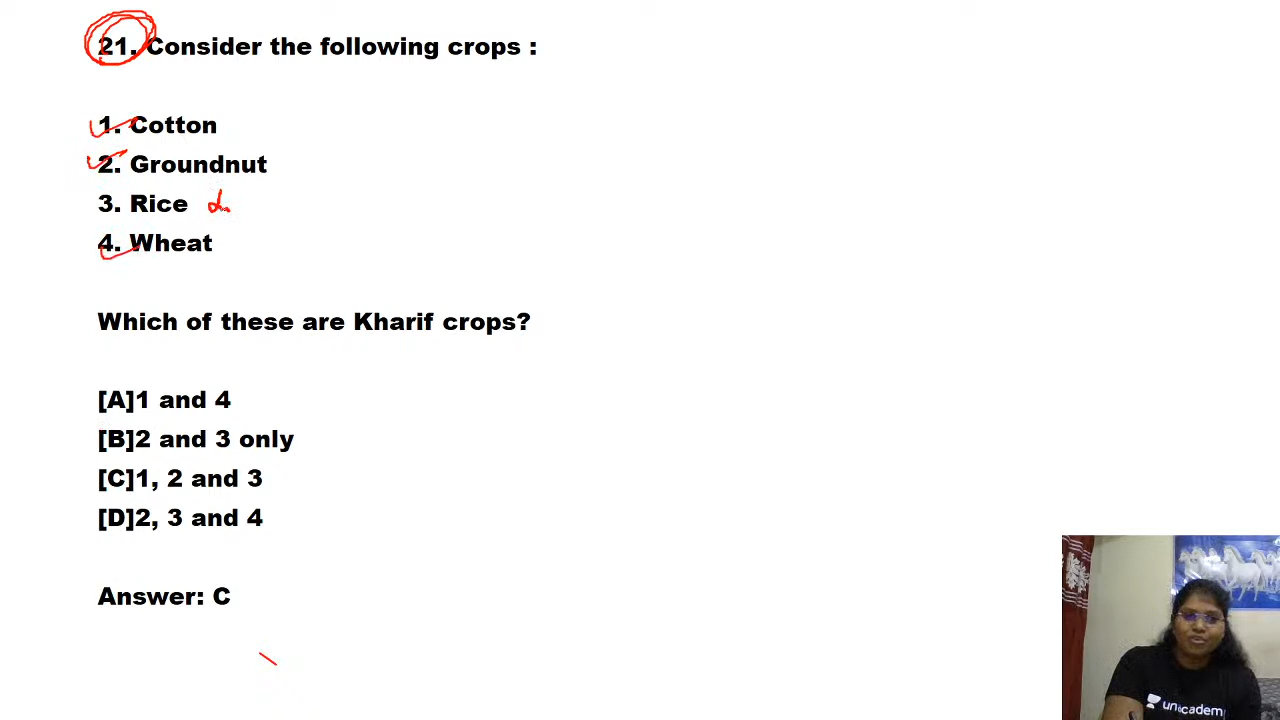 21. Consider the following crops :
1. Cotton
2. Groundnut
3. Rice
4. Wheat
Which of these are Kharif crops?
[A]1 and 4
[B]2 and 3 only
[C]1, 2 and 3
[D]2, 3 and 4
Answer: C
unacademy